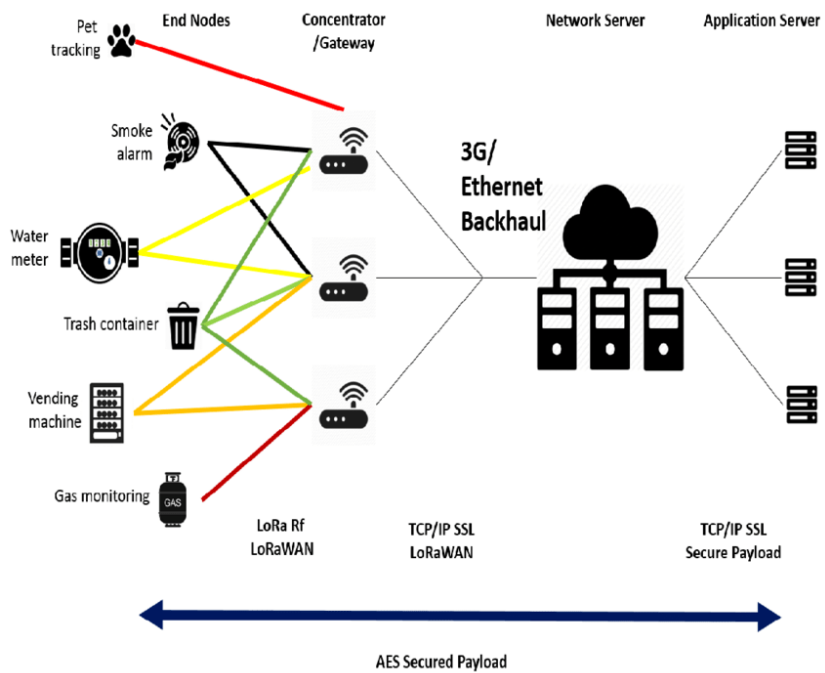 Pet
tracking
End Nodes
Concentrator
/Gateway
Network Server
Application Server
Smoke
alarm
3G/
Ethernet
Backhaul
Water
meter
Trash container
Vending
machine
Gas monitoring
GAS
LoRa Rf
LoRaWAN
TCP/IP SSL
LoRaWAN
TCP/IP SSL
Secure Payload
AES Secured Payload